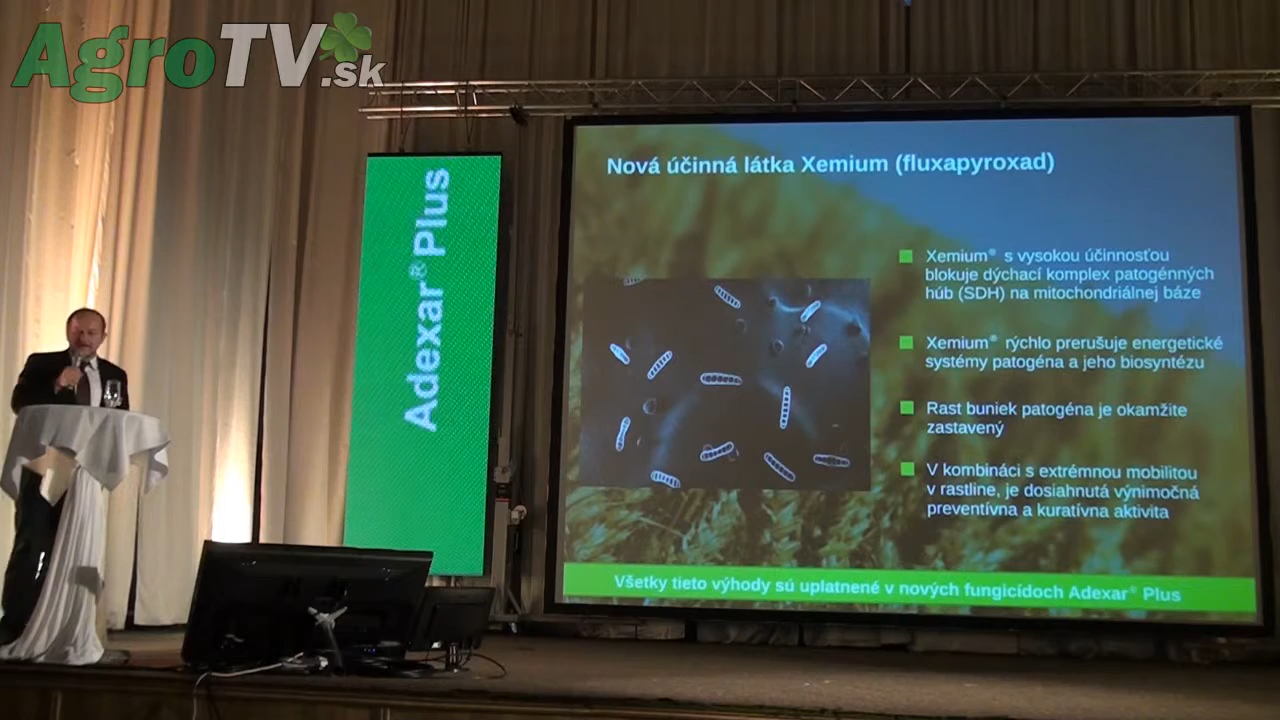 AgroTV.sk
Adexar® Plus
Nová účinná látka Xemium (fluxapyroxad)
Xemium® s vysokou účinnosťou
blokuje dýchací komplex patogénných
húb (SDH) na mitochondriálnej báze
Xemium® rýchlo prerušuje energetické
systémy patogéna a jeho biosyntézu
Rast buniek patogéna je okamžite
zastavený
V kombináci s extrémnou mobilitou
v rastline, je dosiahnutá výnimočná
preventívna a kuratívna aktivita
Všetky tieto výhody sú uplatnené v nových fungicídoch Adexar® Plus